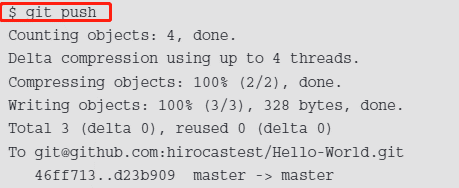 $ git push
Counting objects: 4, done.
Delta compression using up to 4 threads.
Compressing objects: 100% (2/2), done.
Writing objects: 100% (3/3), 328 bytes, done.
Total 3 (delta 0), reused 0 (delta 0)
To git@github.com:hirocastest/Hello-World.git
46ff713..d23b909  master -> master